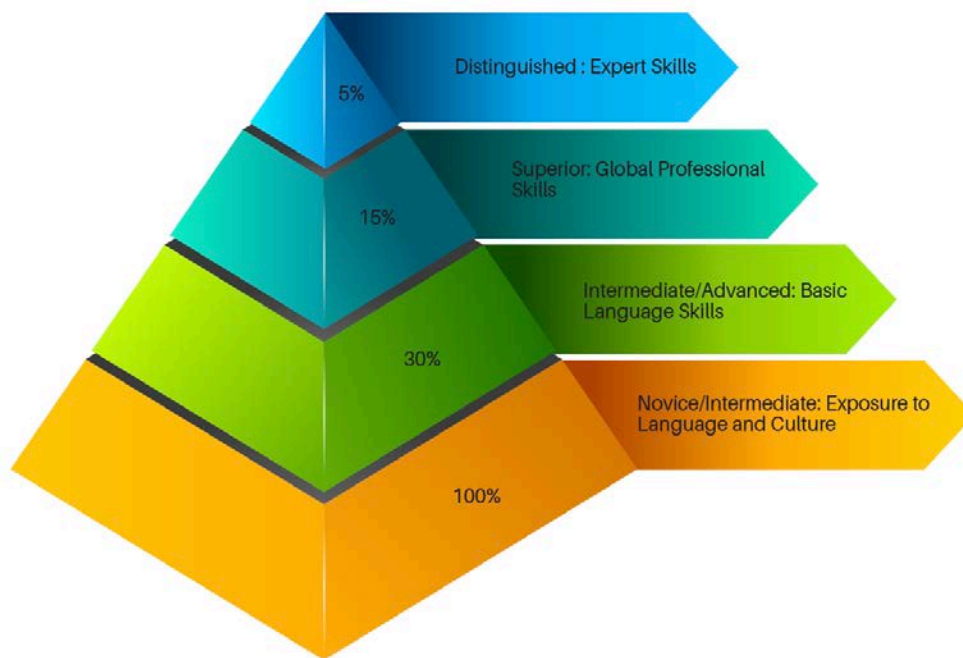 Distinguished : Expert Skills
5%
Superior: Global Professional
Skills
15%
Intermediate/Advanced: Basic
Language Skills
30%
Novice/Intermediate: Exposure to
Language and Culture
100%